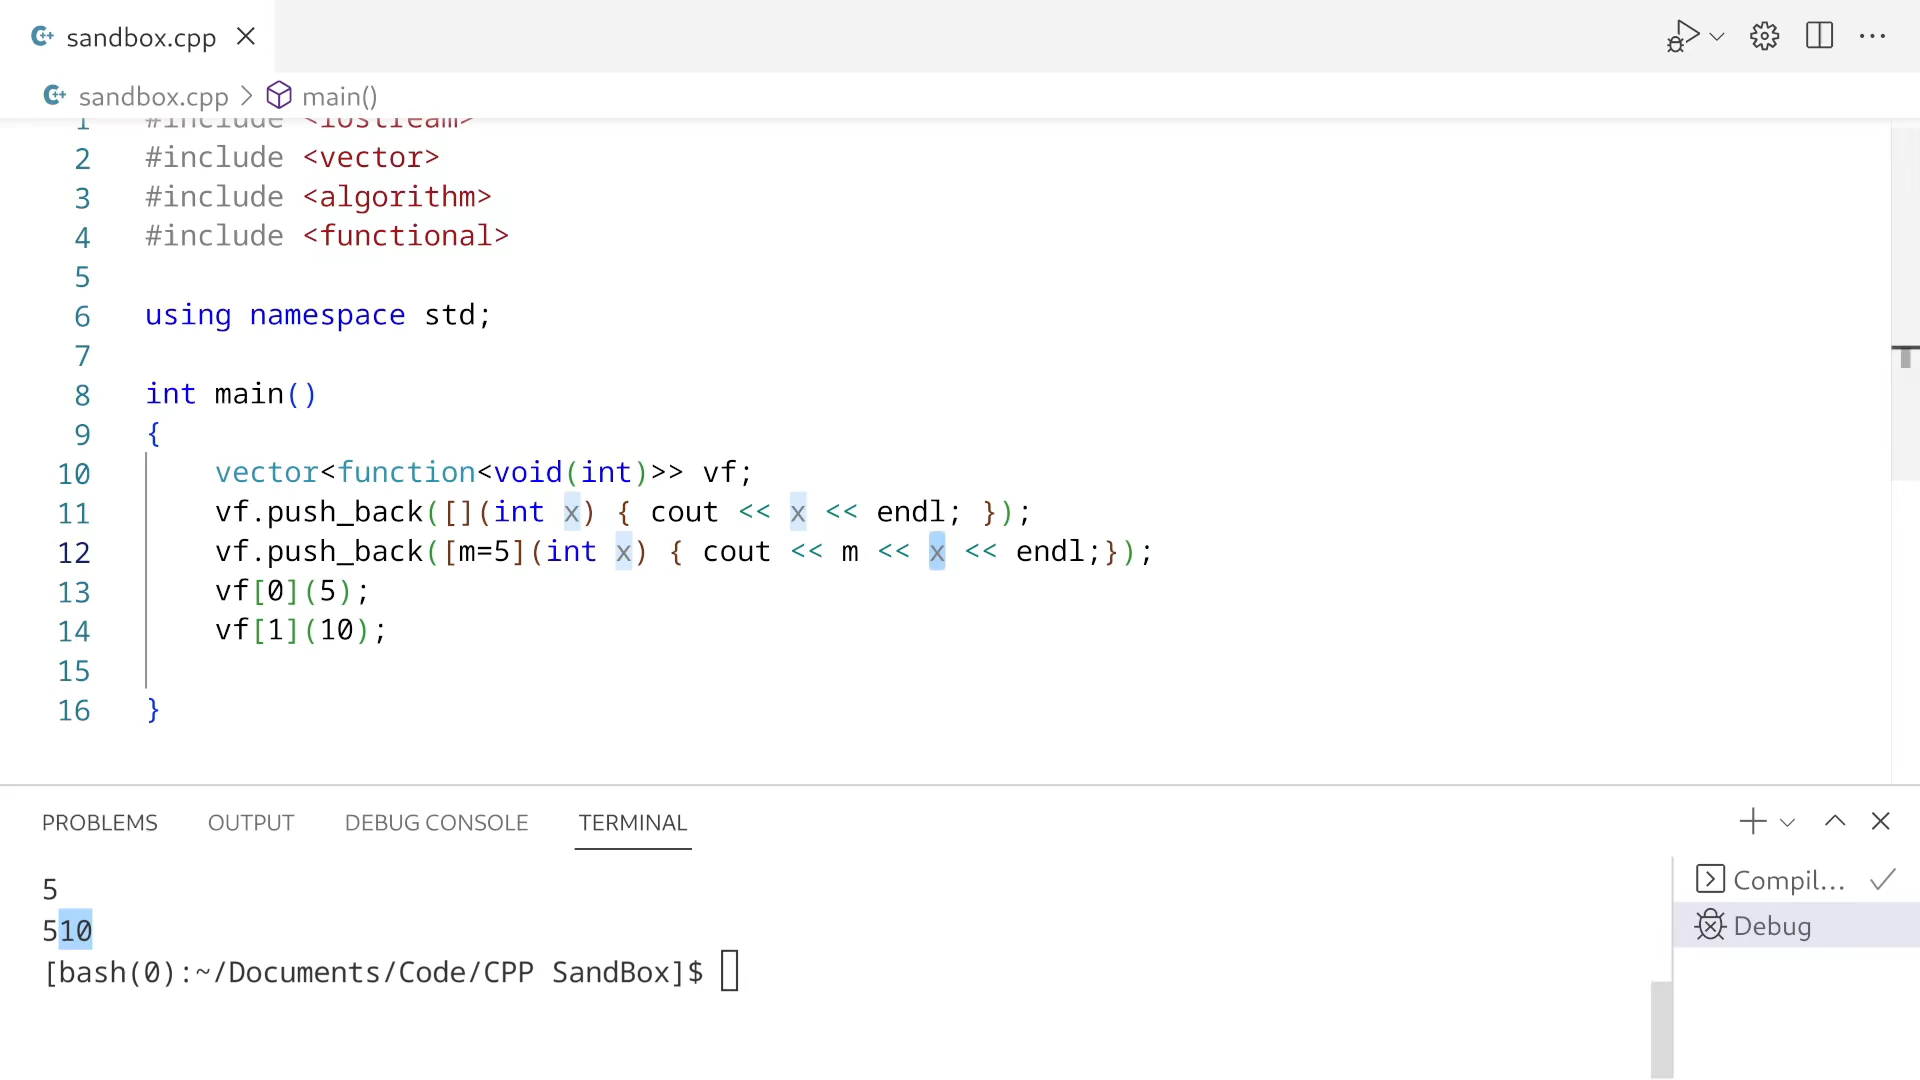 sandbox.cpp
sandbox.cpp > main()
1 #include <iostream>
2 #include <vector>
3 #include <algorithm>
4 #include <functional>
5
6 using namespace std;
7
8 int main()
9 {
10 vector<function<void(int)>> vf;
11 vf.push_back([](int x) { cout << x << endl; });
12 vf.push_back([m=5](int x) { cout << m << x << endl;});
13 vf[0](5);
14 vf[1](10);
15
16 }
PROBLEMS OUTPUT DEBUG CONSOLE TERMINAL
5
510
[bash(0):~/Documents/Code/CPP SandBox]$
Compil...
Debug